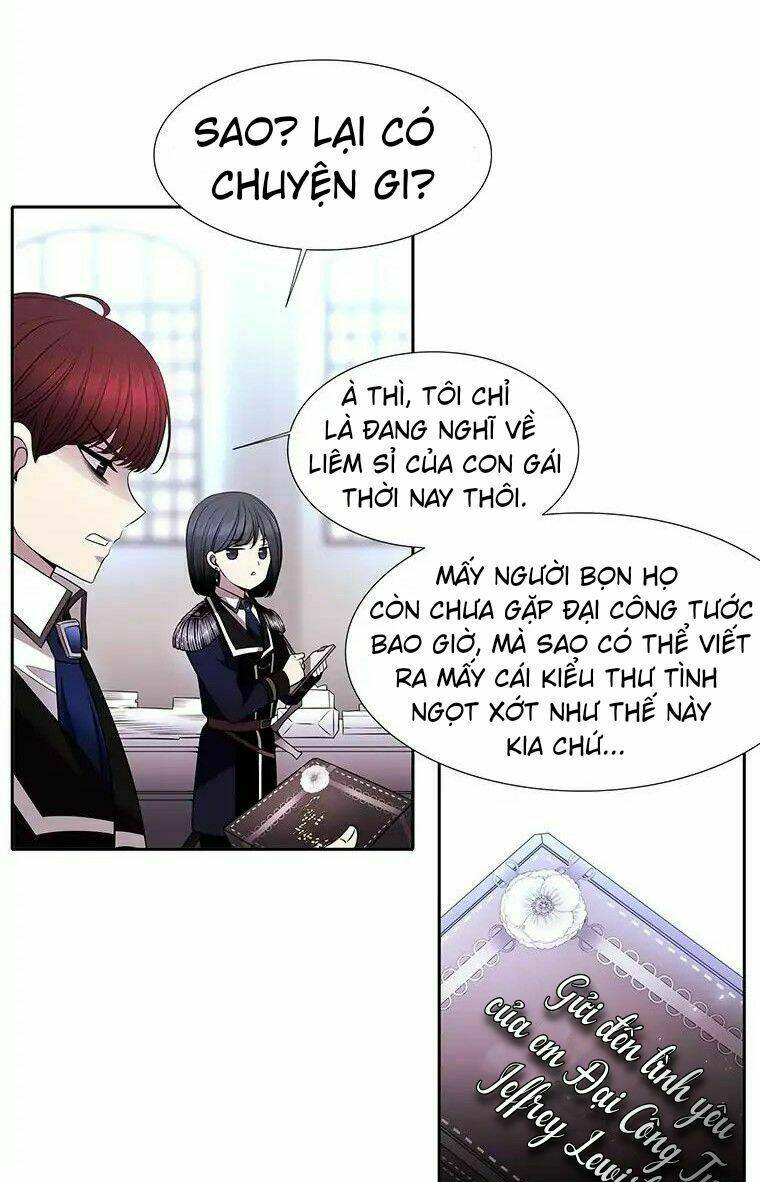 SAO? LẠI CÓ
CHUYỆN GI?
À THÌ, TÔI CHỈ
LÀ ĐANG NGHĨ VỀ
LIÊM SỈ CỦA CON GÁI
THỜI NAY THÔI.
MẤY NGƯỜI BỌN HỌ
CÒN CHƯA GẶP ĐẠI CÔNG TƯỚC
BAO GIỜ, MÀ SAO CÓ THỂ VIẾT
RA MẤY CÁI KIỂU THƯ TÌNH
NGỌT XỚT NHƯ THẾ NÀY
KIA CHỨ...
Gửi đến tình yêu
của em Đại Công
Jeffrey